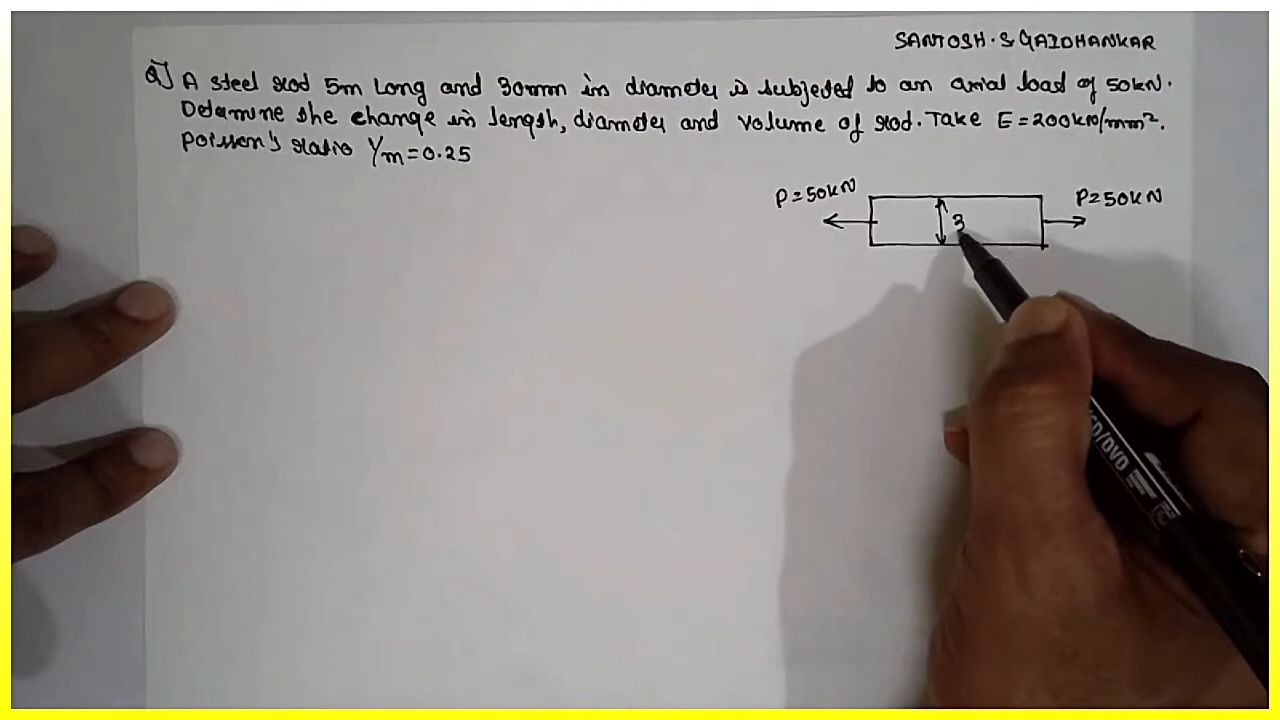 SANTOSH.S GAIDHANKAR
Q] A steel rod 5m Long and 30mm in diameter is subjected to an axial load of 50kN.
Determine the change in length, diameter and volume of rod. Take E = 200kN/mm².
Poisson's ratio 1/m = 0.25
P=50kN P=50kN
3
CD/DVD